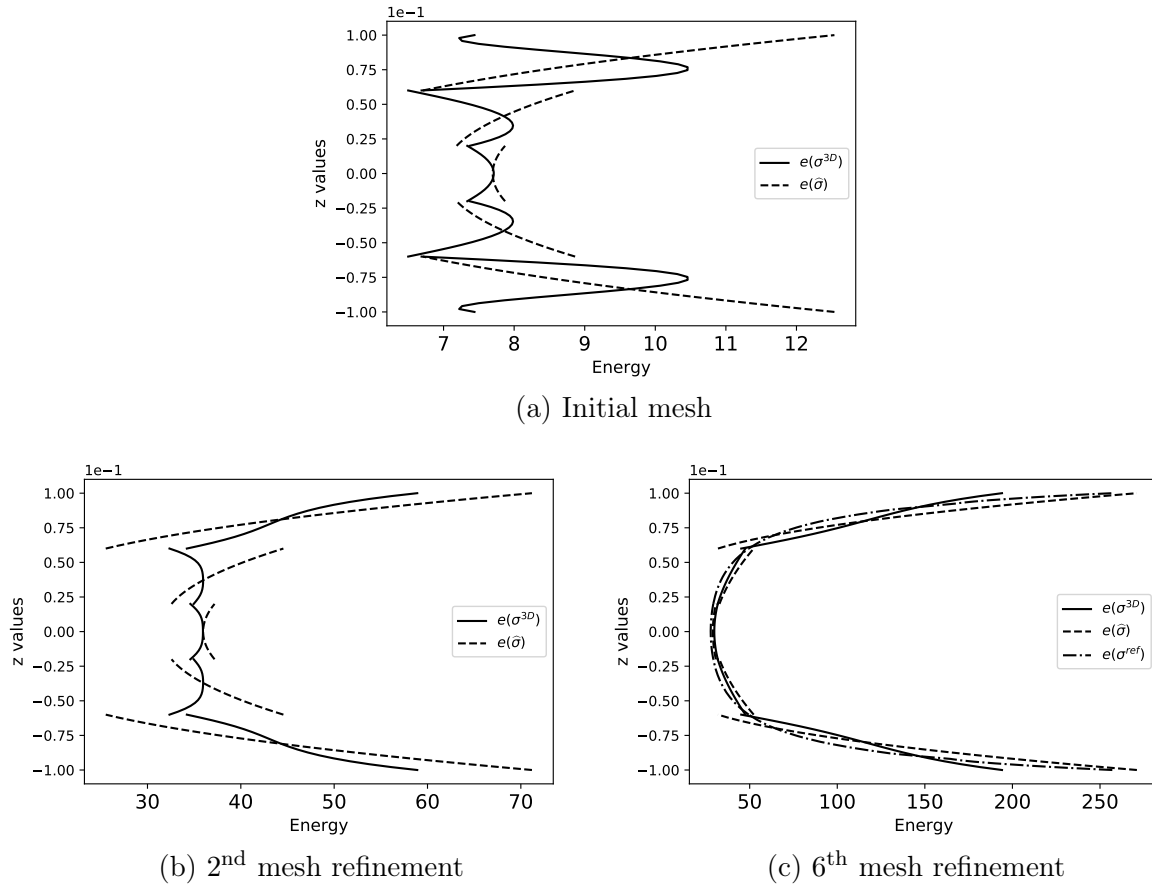 1e−1
1.00
0.75
0.50
0.25
0.00
−0.25
−0.50
−0.75
−1.00
z values
7 8 9 10 11 12
Energy
e(σ³ᴰ)
e(σ̂)
(a) Initial mesh
1e−1
1.00
0.75
0.50
0.25
0.00
−0.25
−0.50
−0.75
−1.00
z values
30 40 50 60 70
Energy
e(σ³ᴰ)
e(σ̂)
(b) 2ⁿᵈ mesh refinement
1e−1
1.00
0.75
0.50
0.25
0.00
−0.25
−0.50
−0.75
−1.00
z values
50 100 150 200 250
Energy
e(σ³ᴰ)
e(σ̂)
e(σʳᵉᶠ)
(c) 6ᵗʰ mesh refinement